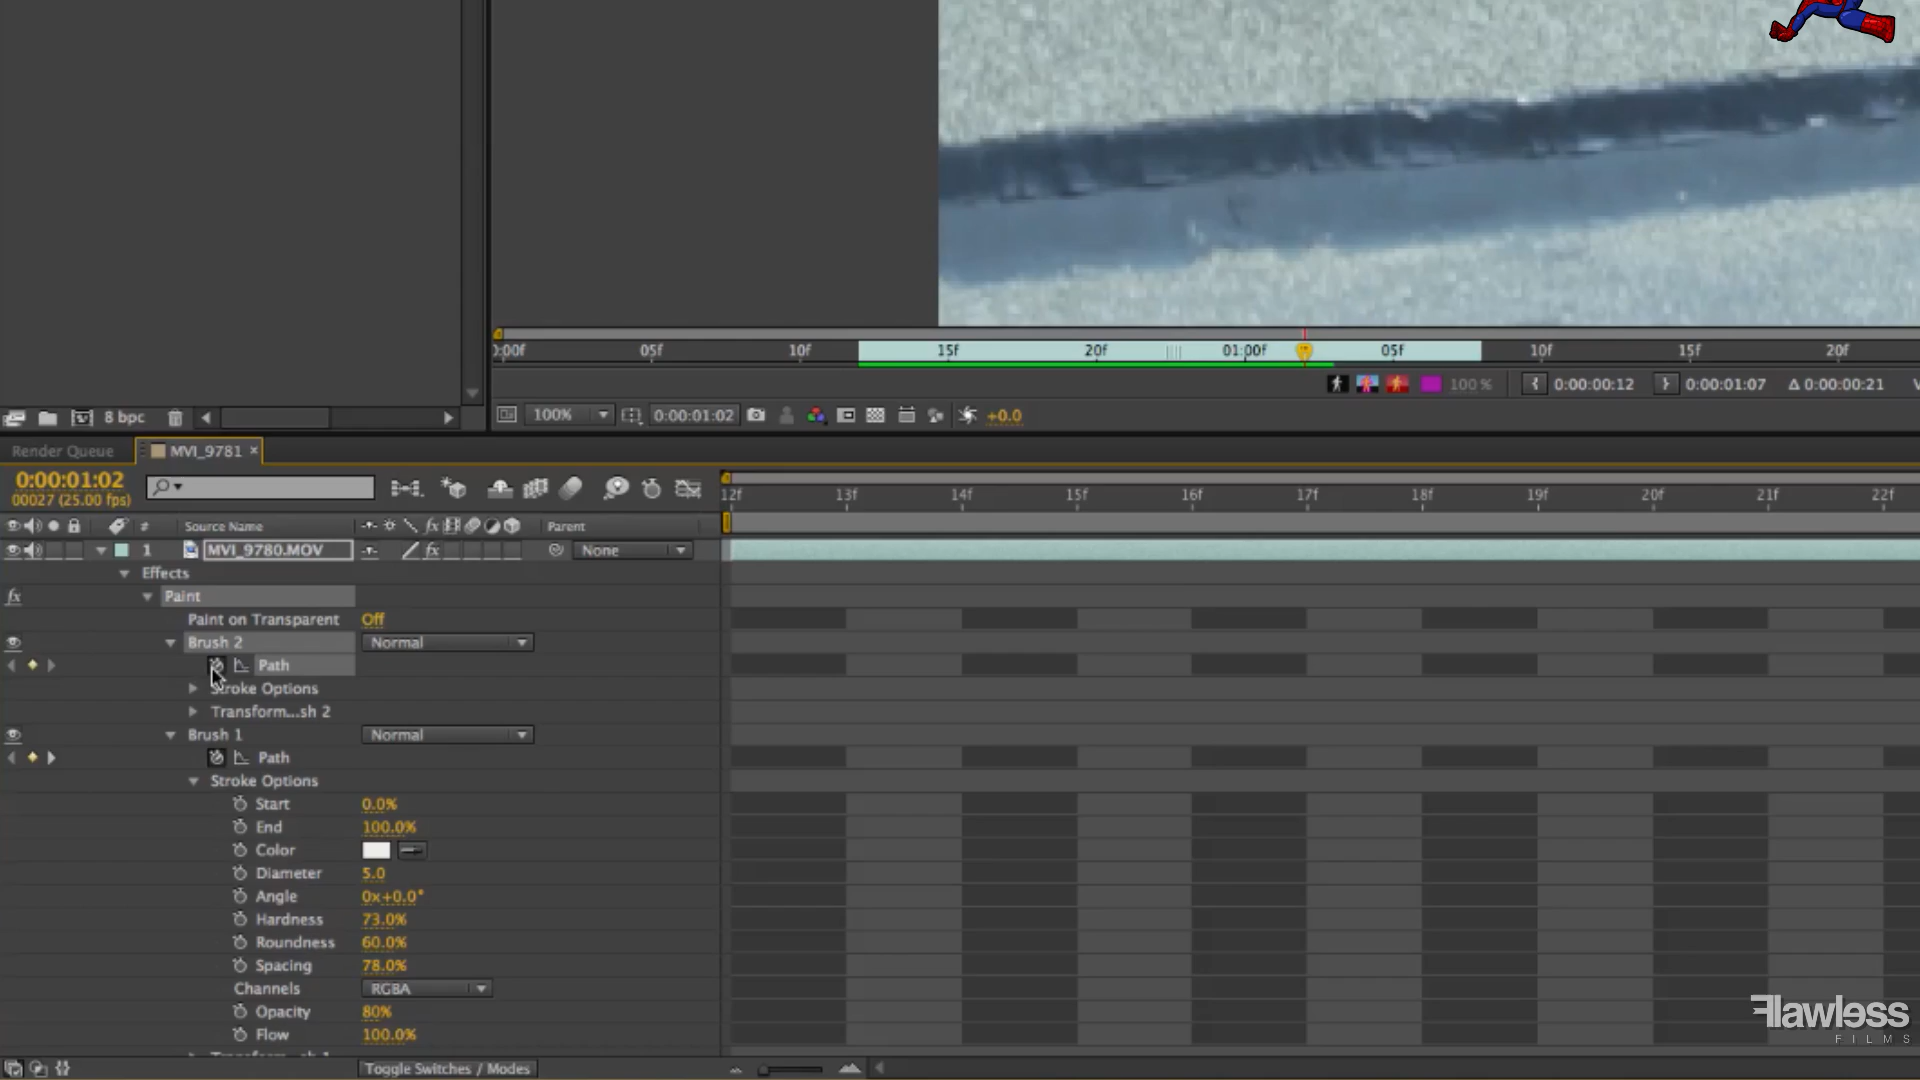 0:00f 05f 10f 15f 20f 01:00f 05f 10f 15f 20f
100% 0:00:00:12 0:00:01:07 Δ 0:00:00:21
8 bpc 100% 0:00:01:02 +0.0
Render Queue MVI_9781 ×
0:00:01:02
00027 (25.00 fps)
12f 13f 14f 15f 16f 17f 18f 19f 20f 21f 22f
# Source Name fx Parent
1 MVI_9780.MOV fx None
Effects
fx Paint
Paint on Transparent Off
Brush 2 Normal
Path
Stroke Options
Transform...sh 2
Brush 1 Normal
Path
Stroke Options
Start 0.0%
End 100.0%
Color
Diameter 5.0
Angle 0x+0.0°
Hardness 73.0%
Roundness 60.0%
Spacing 78.0%
Channels RGBA
Opacity 80%
Flow 100.0%
Toggle Switches / Modes
Flawless
FILMS